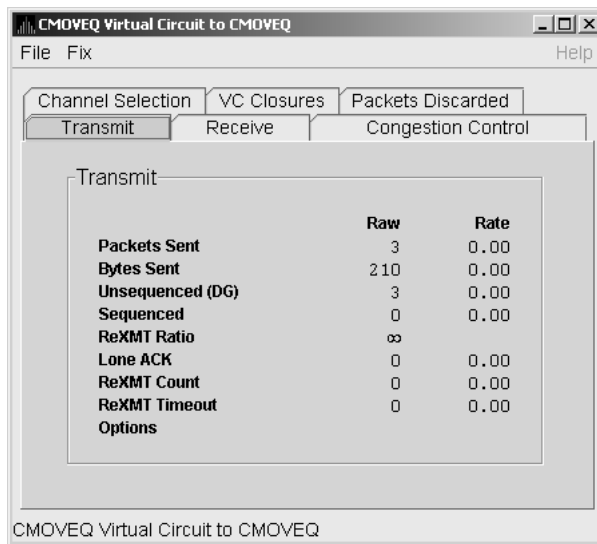 CMOVEQ Virtual Circuit to CMOVEQ
File Fix Help
Channel Selection VC Closures Packets Discarded
Transmit Receive Congestion Control
Transmit
Raw Rate
Packets Sent 3 0.00
Bytes Sent 210 0.00
Unsequenced (DG) 3 0.00
Sequenced 0 0.00
ReXMT Ratio ∞
Lone ACK 0 0.00
ReXMT Count 0 0.00
ReXMT Timeout 0 0.00
Options
CMOVEQ Virtual Circuit to CMOVEQ